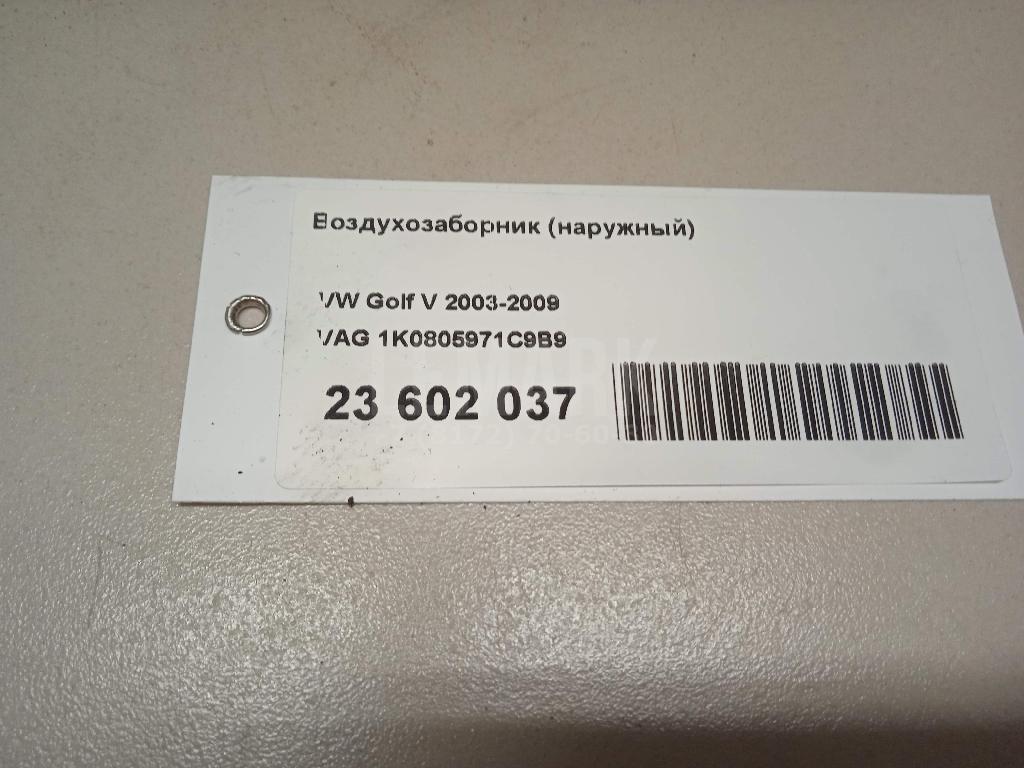 Воздухозаборник (наружный)
VW Golf V 2003-2009
VAG 1K0805971C9B9
23 602 037